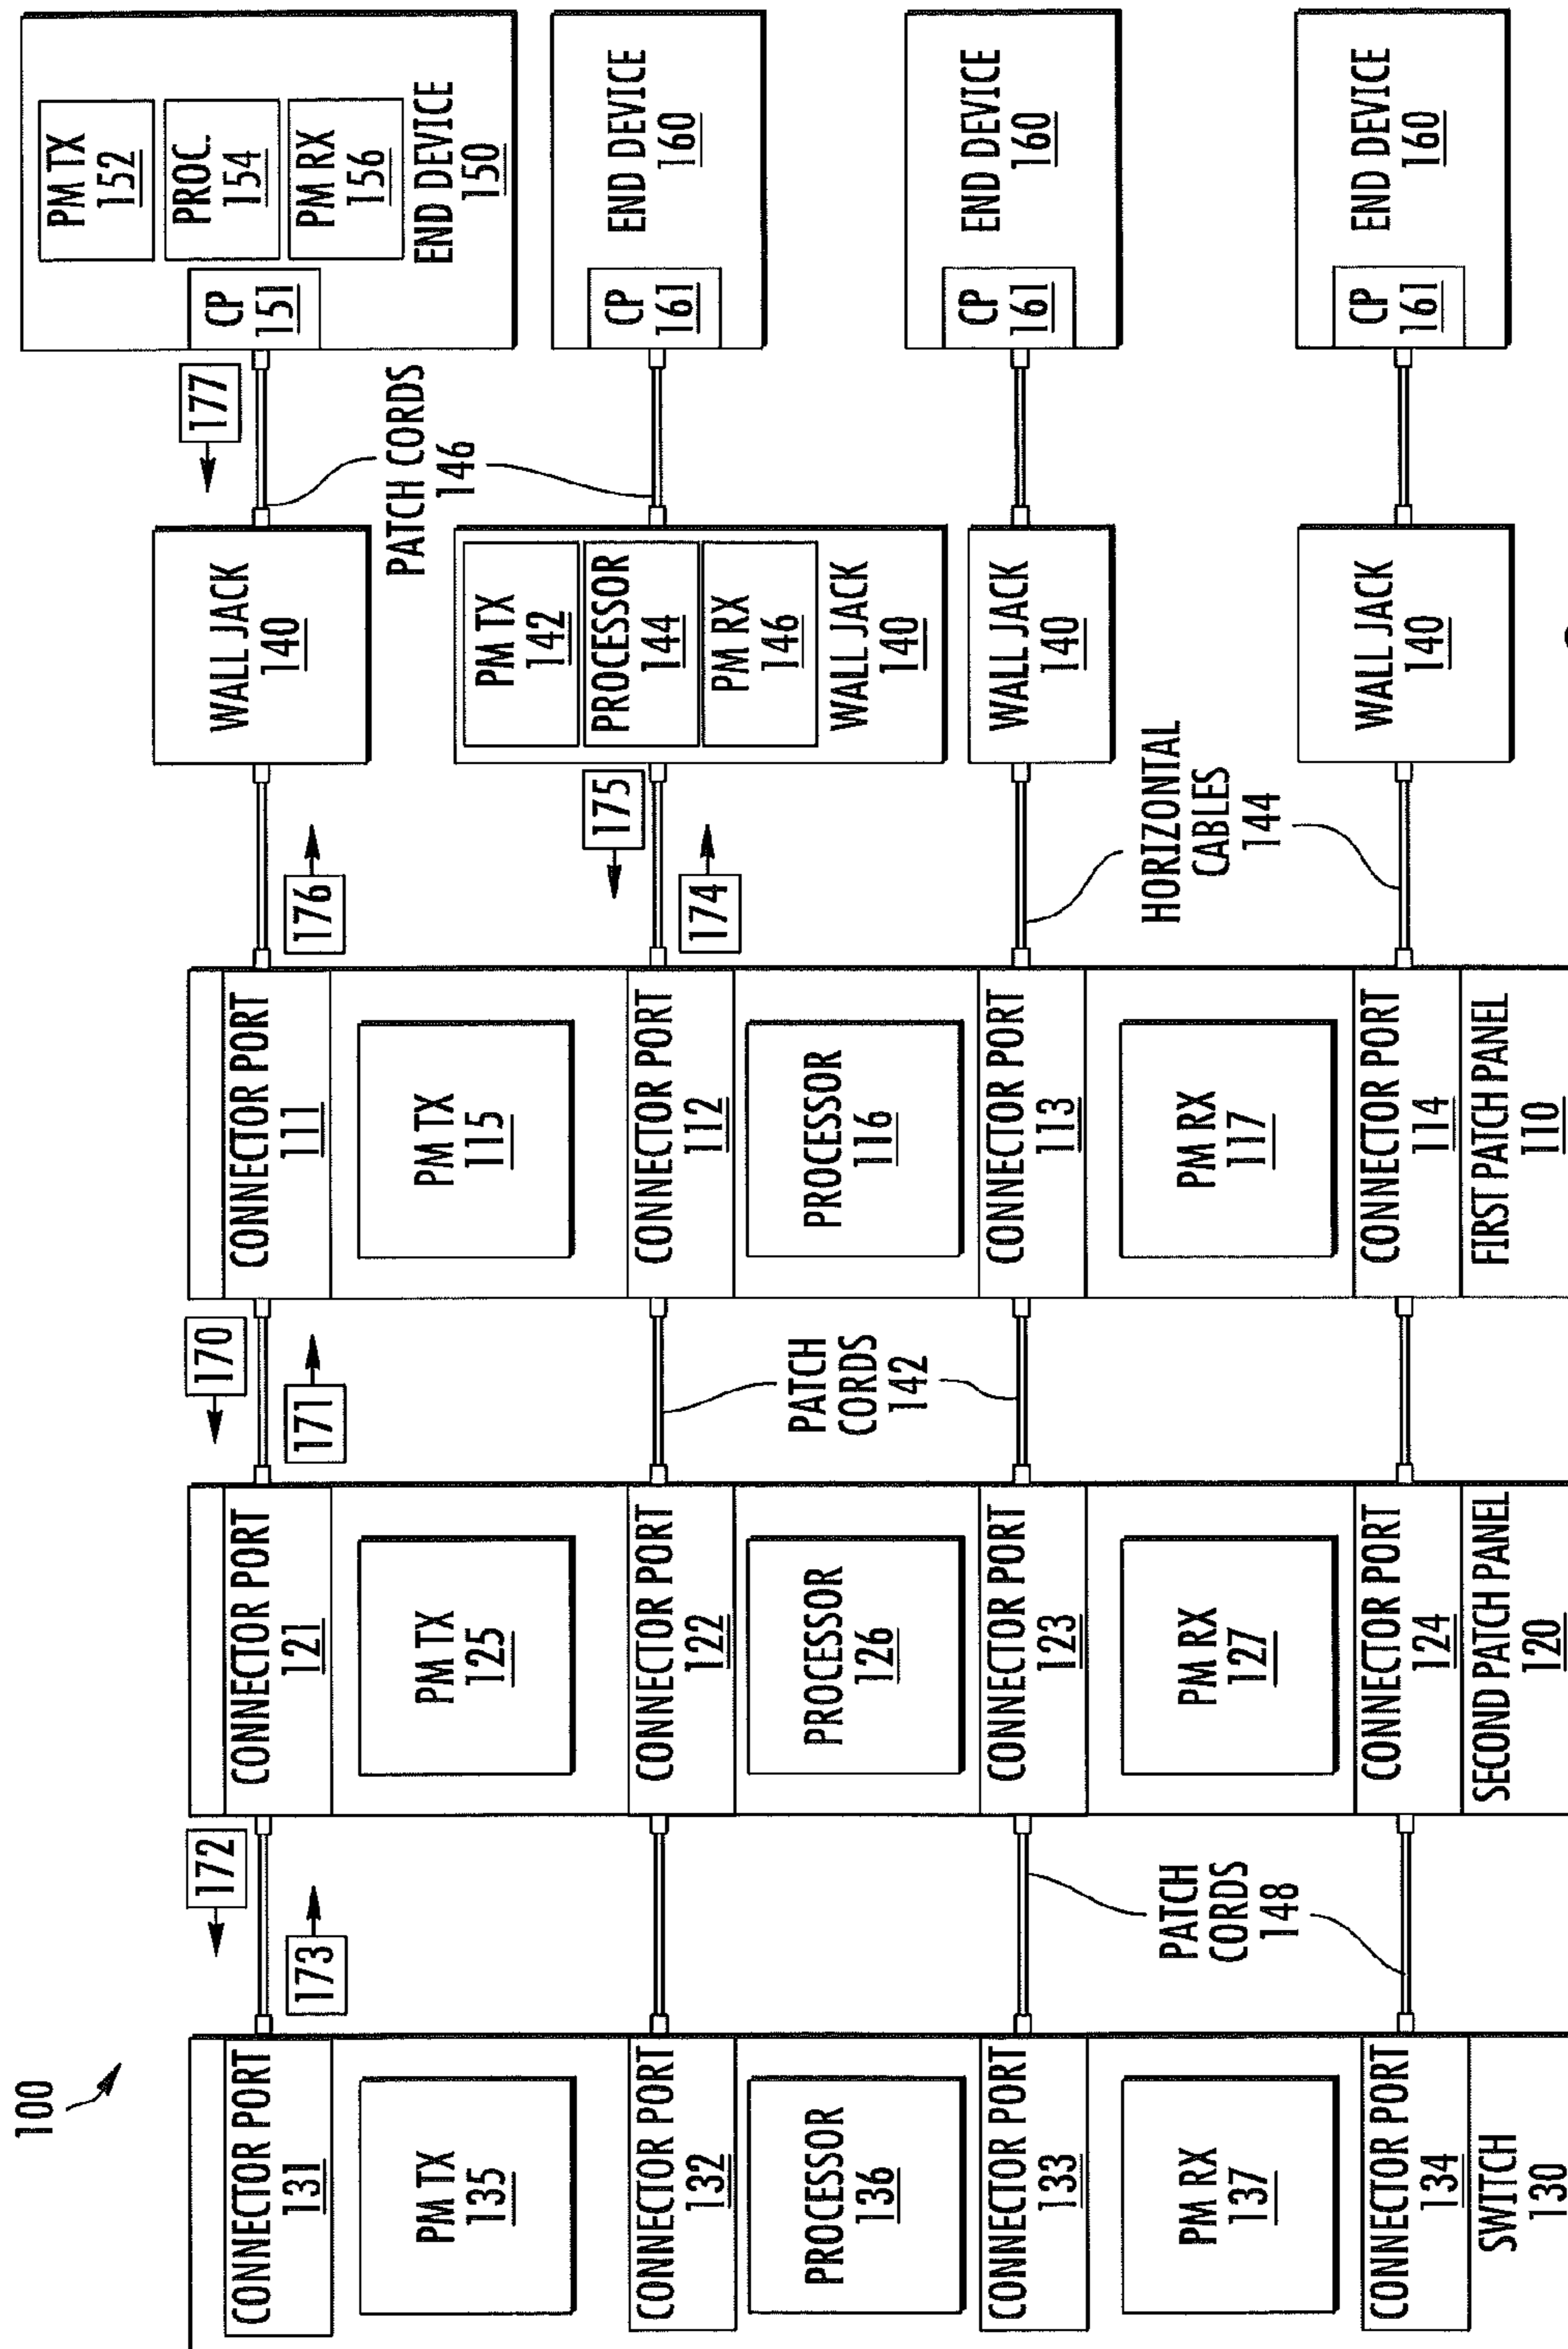 100
CONNECTOR PORT
131
PM TX
135
CONNECTOR PORT
132
PROCESSOR
136
CONNECTOR PORT
133
PM RX
137
CONNECTOR PORT
134
SWITCH
130
172
173
PATCH
CORDS
148
CONNECTOR PORT
121
PM TX
125
CONNECTOR PORT
122
PROCESSOR
126
CONNECTOR PORT
123
PM RX
127
CONNECTOR PORT
124
SECOND PATCH PANEL
120
170
171
PATCH
CORDS
142
CONNECTOR PORT
111
PM TX
115
CONNECTOR PORT
112
PROCESSOR
116
CONNECTOR PORT
113
PM RX
117
CONNECTOR PORT
114
FIRST PATCH PANEL
110
176
175
174
HORIZONTAL
CABLES
144
WALL JACK
140
PM TX
142
PROCESSOR
144
PM RX
146
WALL JACK
140
WALL JACK
140
WALL JACK
140
177
PATCH CORDS
146
PM TX
152
PROC.
154
PM RX
156
CP
151
END DEVICE
150
END DEVICE
160
CP
161
END DEVICE
160
CP
161
END DEVICE
160
CP
161